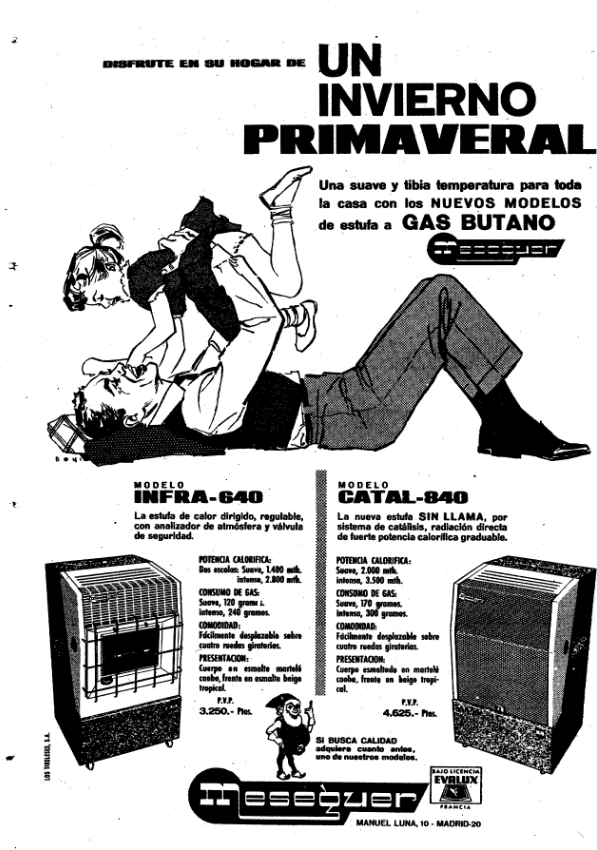 DISFRUTE EN SU HOGAR DE
UN
INVIERNO
PRIMAVERAL
Una suave y tibia temperatura para toda
la casa con los NUEVOS MODELOS
de estufa a GAS BUTANO
Meseguer
MODELO
INFRA-640
La estufa de calor dirigido, regulable,
con analizador de atmósfera y válvula
de seguridad.
POTENCIA CALORIFICA:
Dos escalas: Suave, 1.400 mth.
intensa, 2.800 mth.
CONSUMO DE GAS:
Suave, 120 grams.
intensa, 240 gramos.
COMODIDAD:
Fácilmente desplazable sobre
cuatro ruedas giratorias.
PRESENTACION:
Cuerpo en esmalte martelé
caoba, frente en esmalte beige
tropical.
P.V.P.
3.250.- Ptas.
MODELO
CATAL-840
La nueva estufa SIN LLAMA, por
sistema de catálisis, radiación directa
de fuerte potencia calorífica graduable.
POTENCIA CALORIFICA:
Suave, 2.000 mth.
intensa, 3.500 mth.
CONSUMO DE GAS:
Suave, 170 gramos.
intensa, 300 gramos.
COMODIDAD:
Fácilmente desplazable sobre
cuatro ruedas giratorias.
PRESENTACION:
Cuerpo en esmaltado en martelé
caoba, frente en esmalte beige tropi-
cal.
P.V.P.
4.625.- Ptas.
SI BUSCA CALIDAD
adquiera cuanto antes,
uno de nuestros modelos.
Meseguer
BAJO LICENCIA
EVALUX
FRANCIA
MANUEL LUNA, 10 - MADRID-20
LOS TIROLESES, S.A.